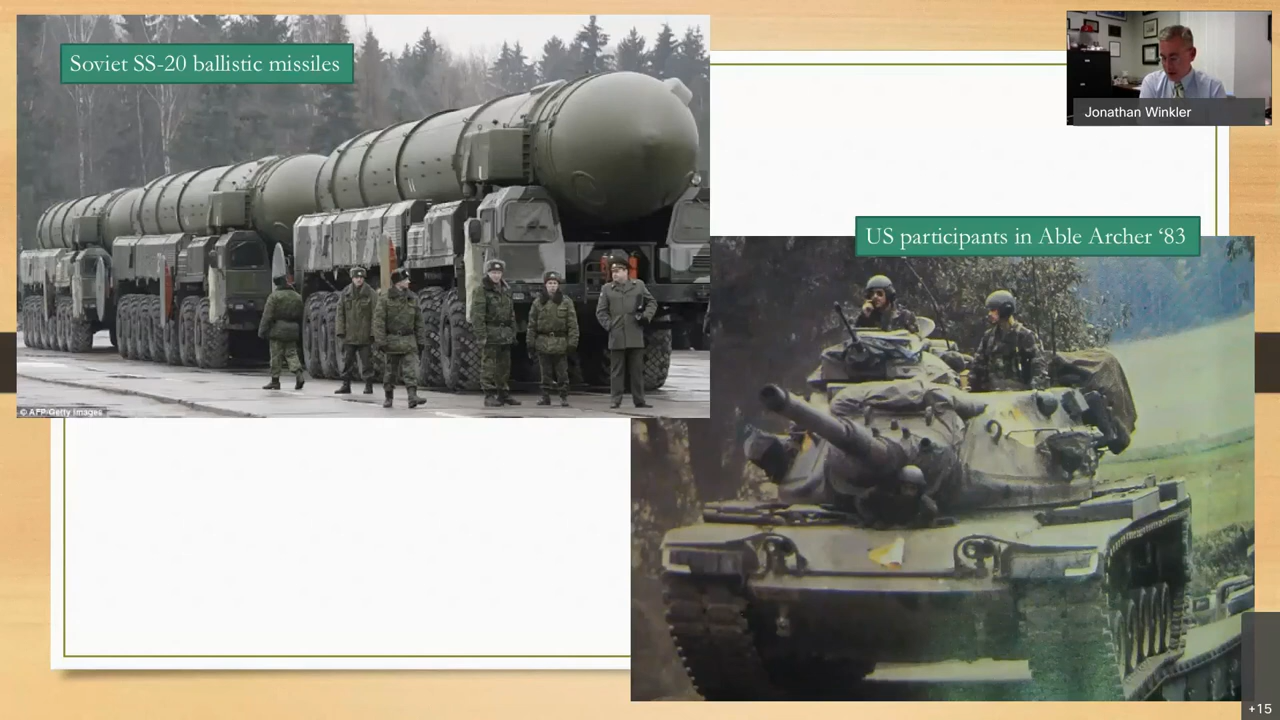 Soviet SS-20 ballistic missiles
Jonathan Winkler
US participants in Able Archer ‘83
© AFP Getty Images
+15